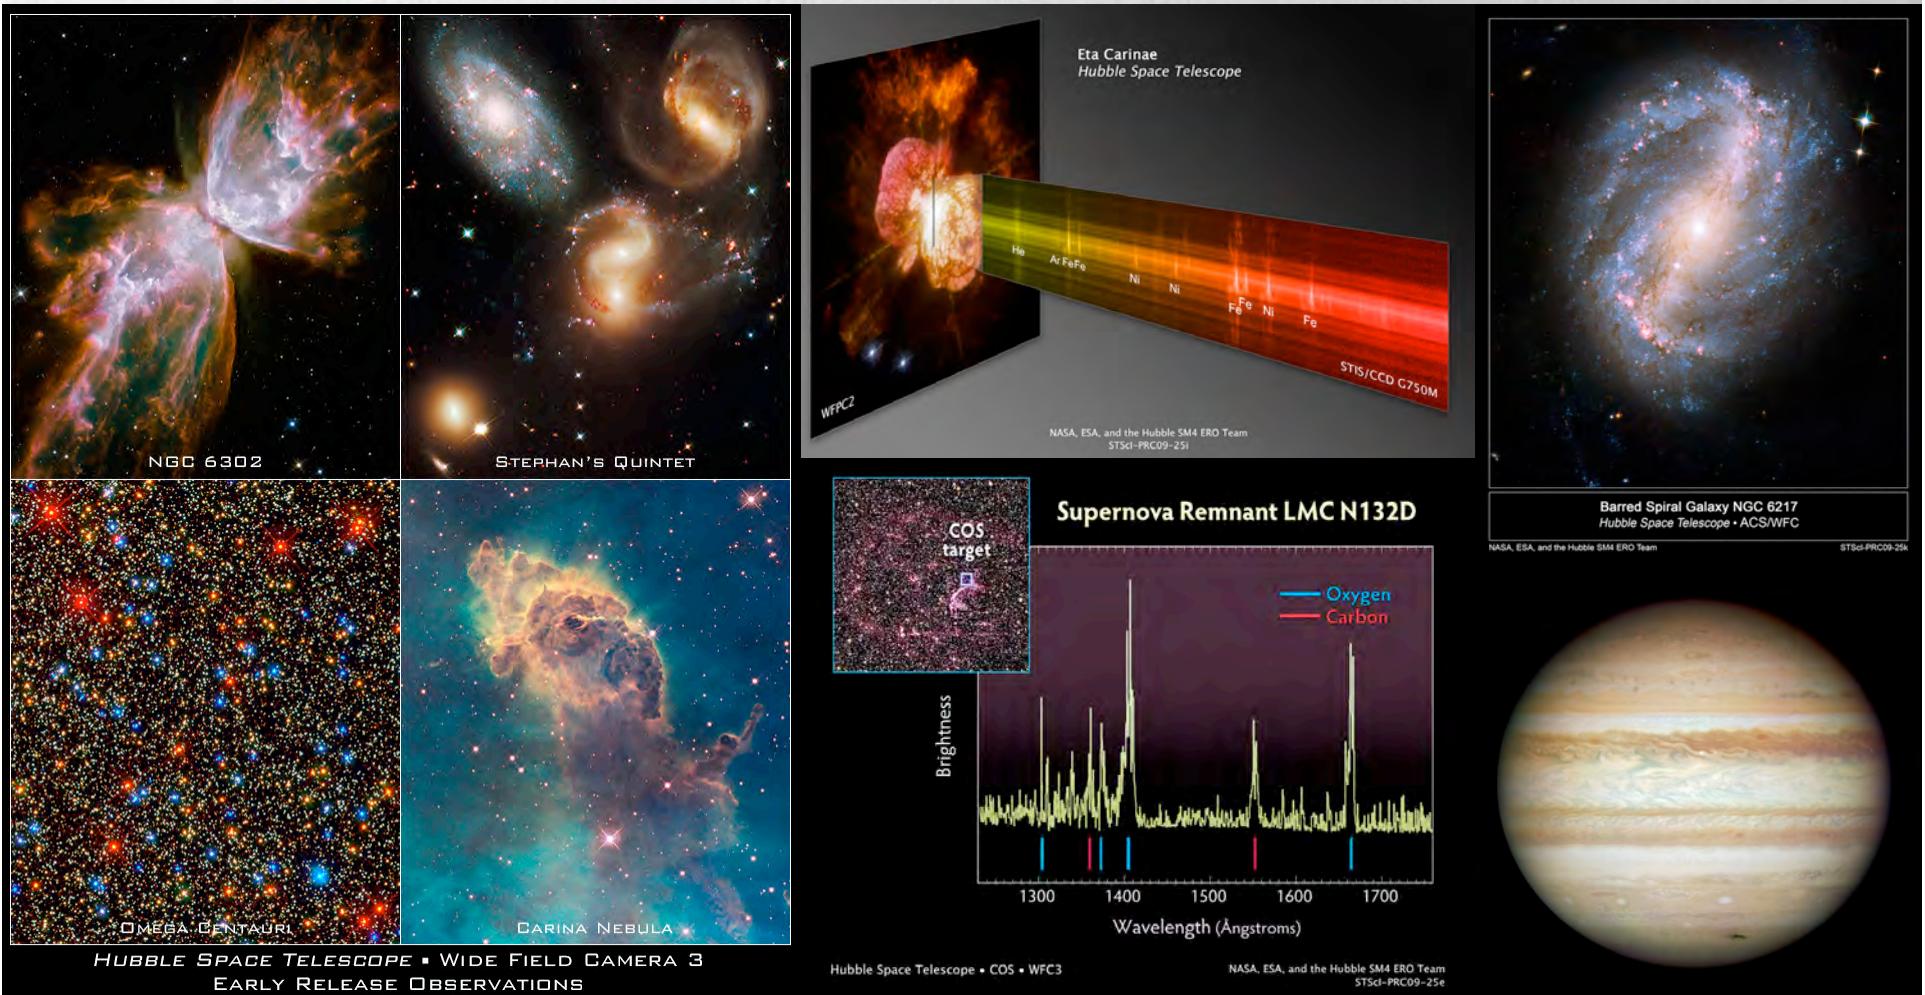 NGC 6302
Stephan's Quintet
Omega Centauri
Carina Nebula
Hubble Space Telescope ▪ Wide Field Camera 3
Early Release Observations
Eta Carinae
Hubble Space Telescope
He
Ar Fe Fe
Ni
Ni
Fe
Fe
Ni
Fe
STIS/CCD G750M
WFPC2
NASA, ESA, and the Hubble SM4 ERO Team
STScI-PRC09-25i
Supernova Remnant LMC N132D
COS
target
Oxygen
Carbon
Brightness
1300 1400 1500 1600 1700
Wavelength (Ångstroms)
Hubble Space Telescope • COS • WFC3
NASA, ESA, and the Hubble SM4 ERO Team
STScI-PRC09-25e
Barred Spiral Galaxy NGC 6217
Hubble Space Telescope • ACS/WFC
NASA, ESA, and the Hubble SM4 ERO Team
STScI-PRC09-25k